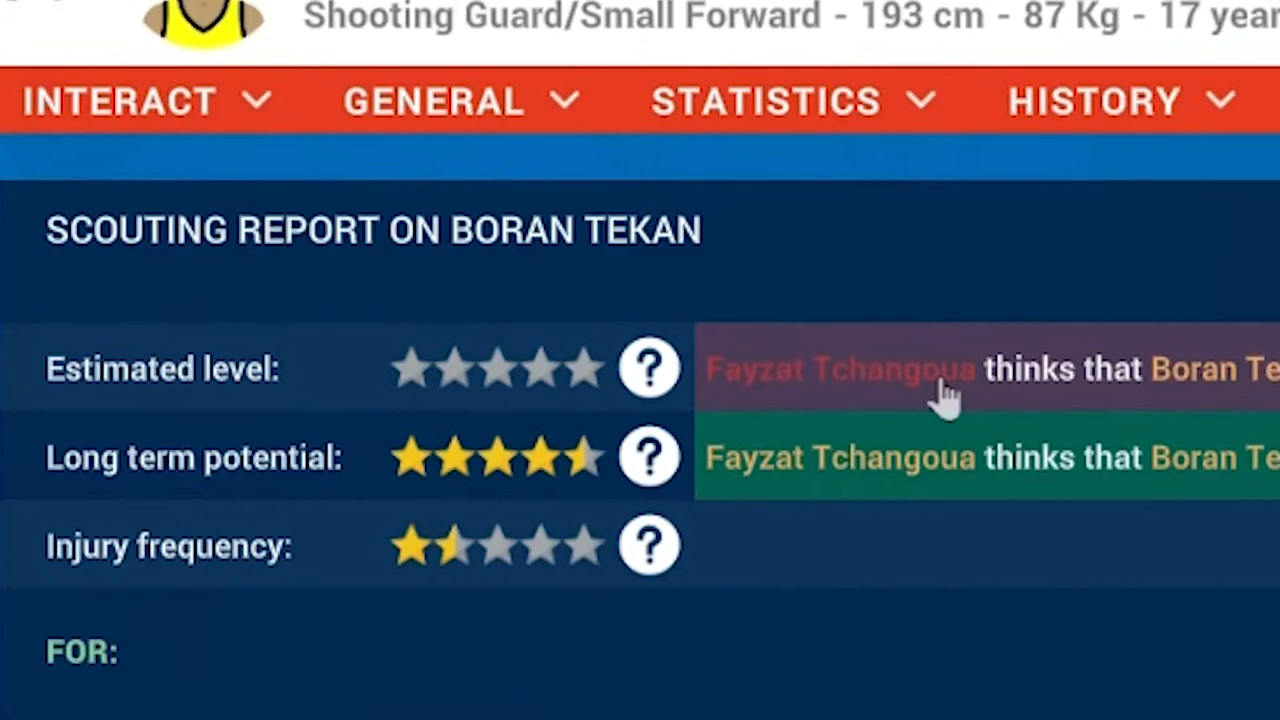 Shooting Guard/Small Forward - 193 cm - 87 Kg - 17 year
INTERACT GENERAL STATISTICS HISTORY
SCOUTING REPORT ON BORAN TEKAN
Estimated level: ? Fayzat Tchangoua thinks that Boran Te
Long term potential: ? Fayzat Tchangoua thinks that Boran Te
Injury frequency: ?
FOR: